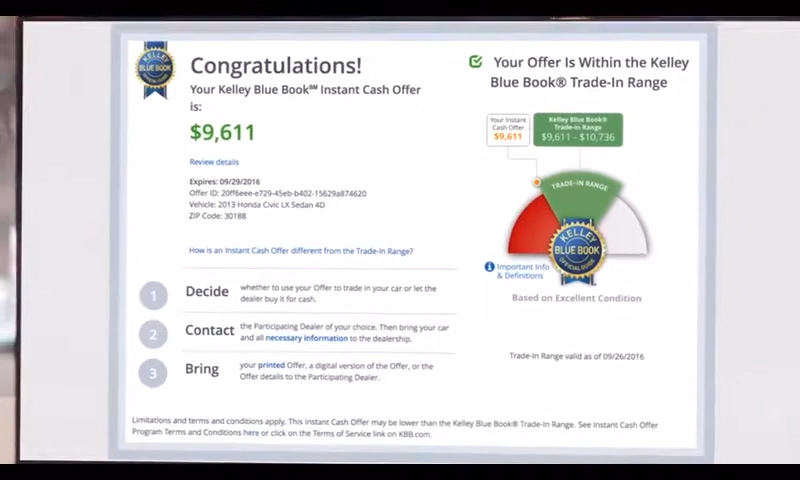 KELLEY
BLUE BOOK
OFFICIAL GUIDE
Congratulations!
Your Kelley Blue Book℠ Instant Cash Offer
is:
$9,611
Review details
Expires: 09/29/2016
Offer ID: 20ff6eee-e729-45eb-b402-15629a874620
Vehicle: 2013 Honda Civic LX Sedan 4D
ZIP Code: 30188
How is an Instant Cash Offer different from the Trade-In Range?
1 Decide
whether to use your Offer to trade in your car or let the
dealer buy it for cash.
2 Contact
the Participating Dealer of your choice. Then bring your car
and all necessary information to the dealership.
3 Bring
your printed Offer, a digital version of the Offer, or the
Offer details to the Participating Dealer.
Your Offer Is Within the Kelley
Blue Book® Trade-In Range
Your Instant
Cash Offer
$9,611
Kelley Blue Book®
Trade-in Range
$9,611 - $10,736
TRADE-IN RANGE
KELLEY
BLUE BOOK
OFFICIAL GUIDE
Important Info
& Definitions
Based on Excellent Condition
Trade-In Range valid as of 09/26/2016
Limitations and terms and conditions apply. This Instant Cash Offer may be lower than the Kelley Blue Book® Trade-In Range. See Instant Cash Offer
Program Terms and Conditions here or click on the Terms of Service link on KBB.com.